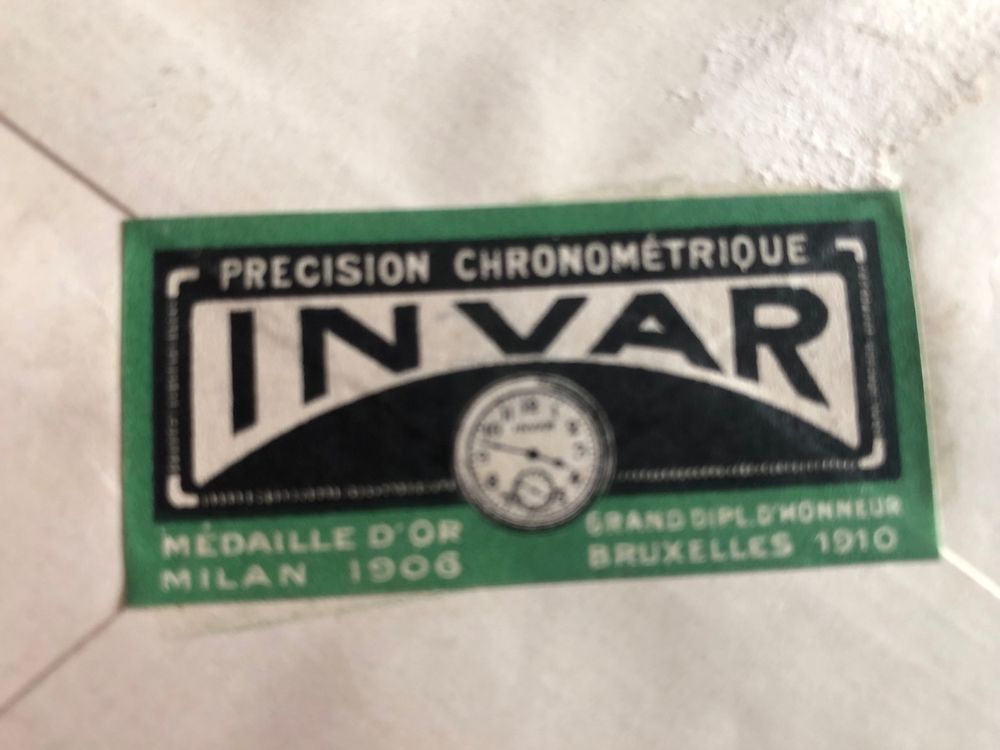 PRECISION CHRONOMÉTRIQUE
INVAR
MÉDAILLE D'OR
MILAN 1906
GRAND DIPL. D'HONNEUR
BRUXELLES 1910